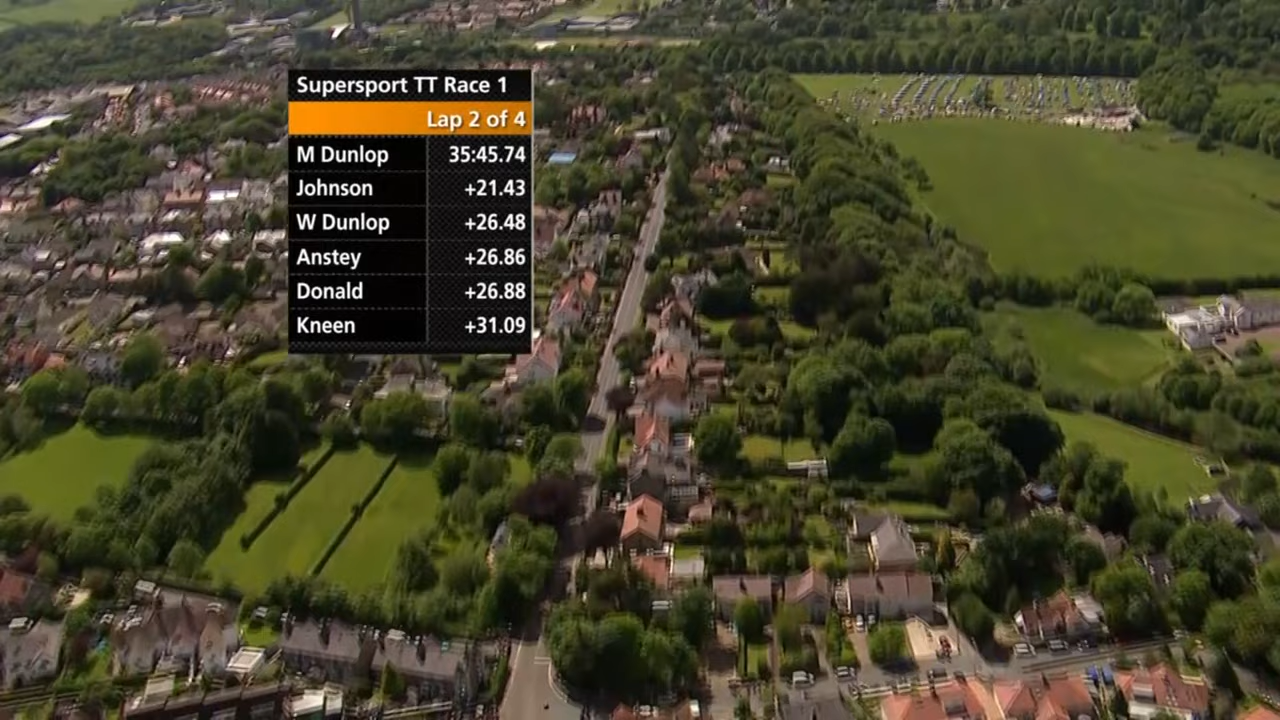 Supersport TT Race 1
Lap 2 of 4
M Dunlop 35:45.74
Johnson +21.43
W Dunlop +26.48
Anstey +26.86
Donald +26.88
Kneen +31.09